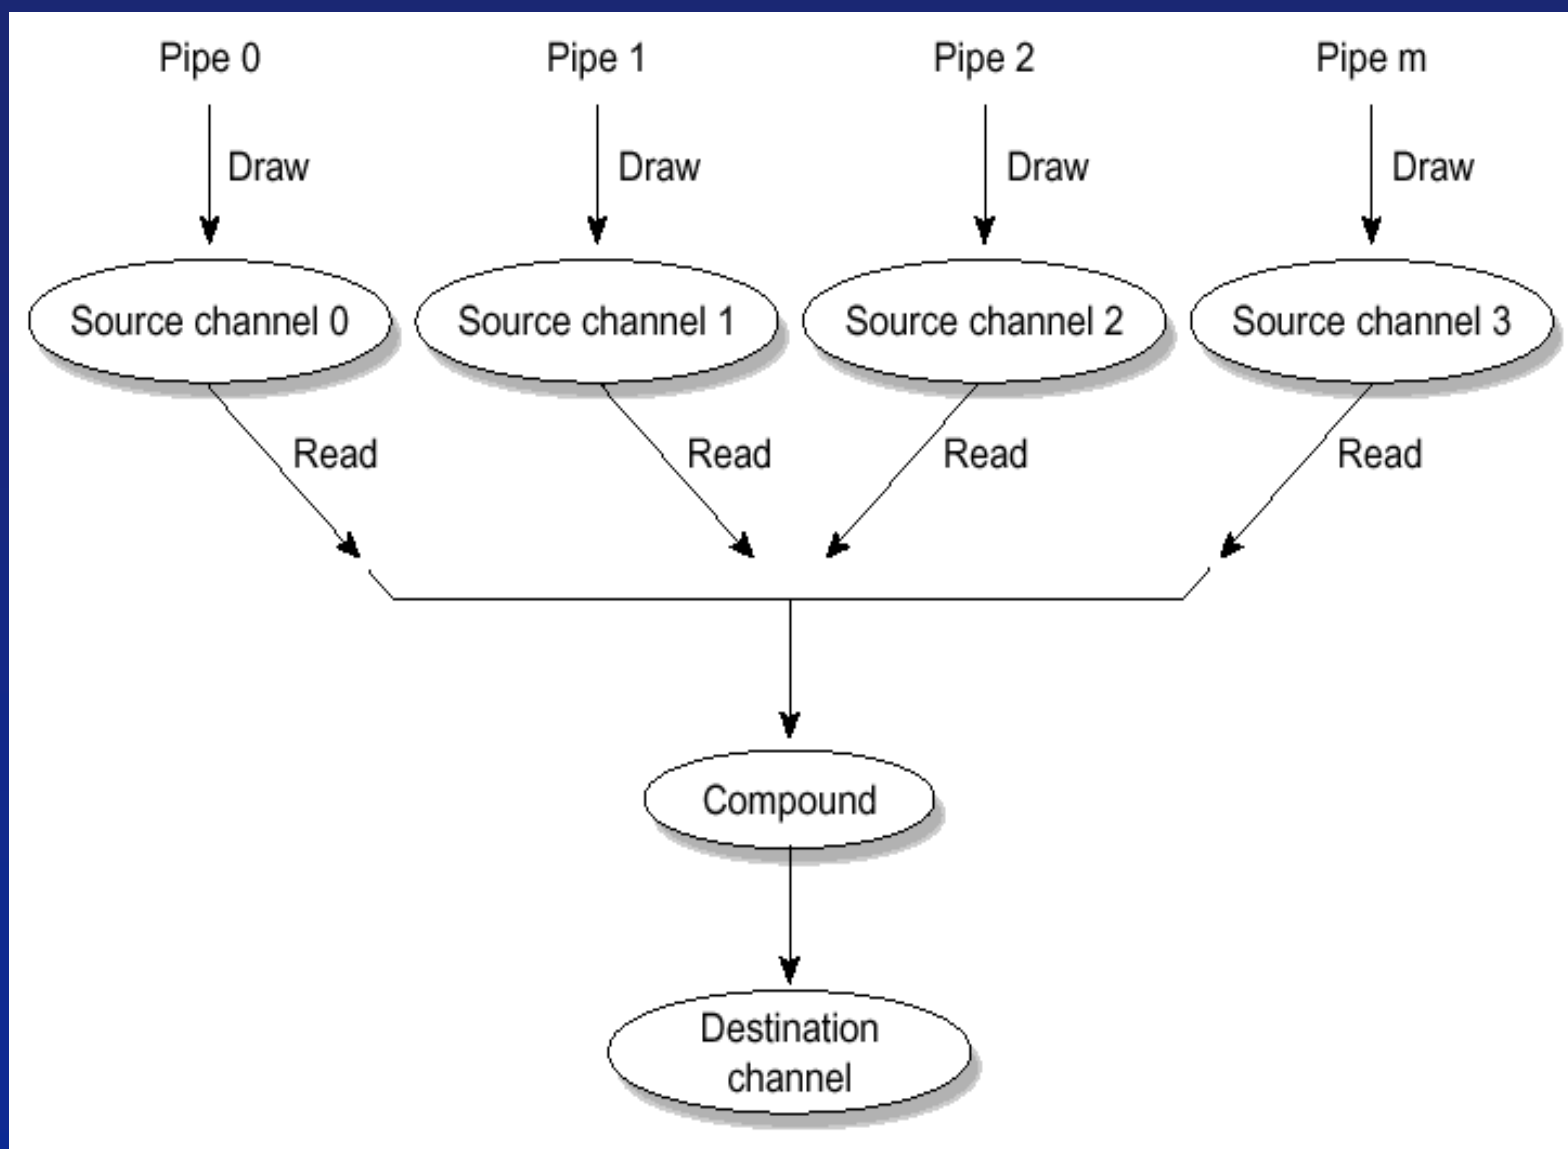 Pipe 0
Pipe 1
Pipe 2
Pipe m
Draw
Draw
Draw
Draw
Source channel 0
Source channel 1
Source channel 2
Source channel 3
Read
Read
Read
Read
Compound
Destination
channel